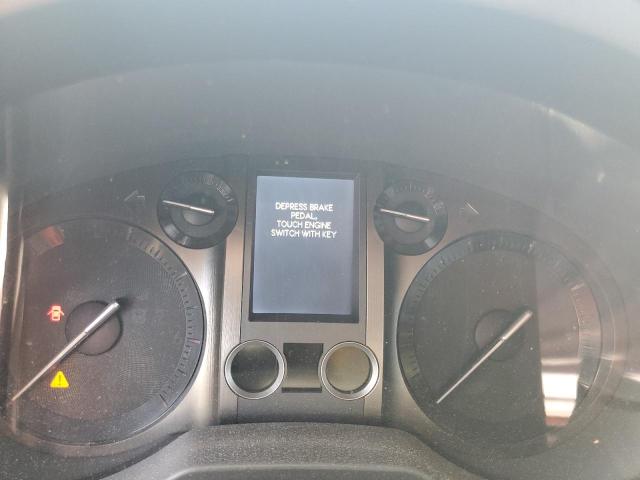 DEPRESS BRAKE
PEDAL,
TOUCH ENGINE
SWITCH WITH KEY